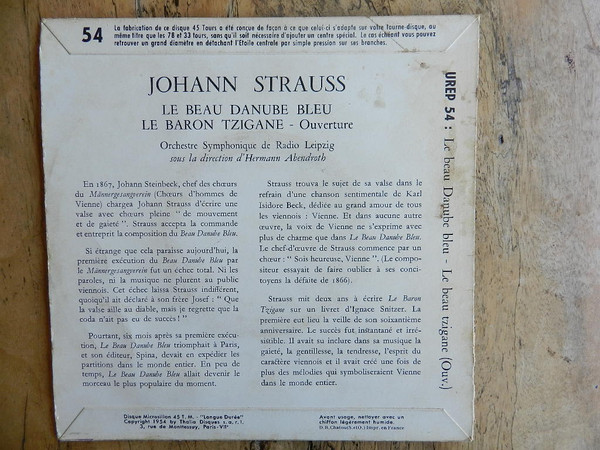 54
La fabrication de ce disque 45 Tours a été conçue de façon à ce que celui-ci s'adapte sur votre tourne-disque, au
même titre que les 78 et 33 tours, sans qu'il soit nécessaire d'ajouter un centre spécial. Le cas échéant vous pouvez
retrouver un grand diamètre en détachant l'Etoile centrale par simple pression sur ses branches.
JOHANN STRAUSS
LE BEAU DANUBE BLEU
LE BARON TZIGANE - Ouverture
Orchestre Symphonique de Radio Leipzig
sous la direction d'Hermann Abendroth
En 1867, Johann Steinbeck, chef des chœurs
du Männergesangverein (Chœurs d'hommes de
Vienne) chargea Johann Strauss d'écrire une
valse avec chœurs pleine " de mouvement
et de gaieté ". Strauss accepta la commande
et entreprit la composition du Beau Danube Bleu.
Si étrange que cela paraisse aujourd'hui, la
première exécution du Beau Danube Bleu par
le Männergesangverein fut un échec total. Ni les
paroles, ni la musique ne plurent au public
viennois. Cet échec laissa Strauss indifférent,
quoiqu'il ait déclaré à son frère Josef : " Que
la valse aille au diable, mais je regrette que la
coda n'ait pas eu de succès ! "
Pourtant, six mois après sa première exécu-
tion, Le Beau Danube Bleu triomphait à Paris,
et son éditeur, Spina, devait en expédier les
partitions dans le monde entier. En peu de
temps, Le Beau Danube Bleu allait devenir le
morceau le plus populaire du moment.
Strauss trouva le sujet de sa valse dans le
refrain d'une chanson sentimentale de Karl
Isidore Beck, dédiée au grand amour de tous
les viennois : Vienne. Et dans aucune autre
œuvre, la voix de Vienne ne s'exprime avec
plus de charme que dans Le Beau Danube Bleu.
Le chef-d'œuvre de Strauss commence par un
chœur : " Sois heureuse, Vienne ". (Le compo-
siteur essayait de faire oublier à ses conci-
toyens la défaite de 1866).
Strauss mit deux ans à écrire Le Baron
Tzigane sur un livret d'Ignace Snitzer. La
première eut lieu la veille de son soixantième
anniversaire. Le succès fut instantané et irré-
sistible. Il avait su inclure dans sa musique la
gaieté, la gentillesse, la tendresse, l'esprit du
caractère viennois et il avait créé une fois de
plus des mélodies qui symboliseraient Vienne
dans le monde entier.
Disque Microsillon 45 T. M. - "Longue Durée"
Copyright 1954 by Thalia Disques s.a.r.l.
3, rue de Monttessuy, Paris-VIIe
Avant usage, nettoyer avec un
chiffon légèrement humide.
Impr. en France
UREP 54 : Le beau Danube bleu - Le beau tzigane (Ouv.)